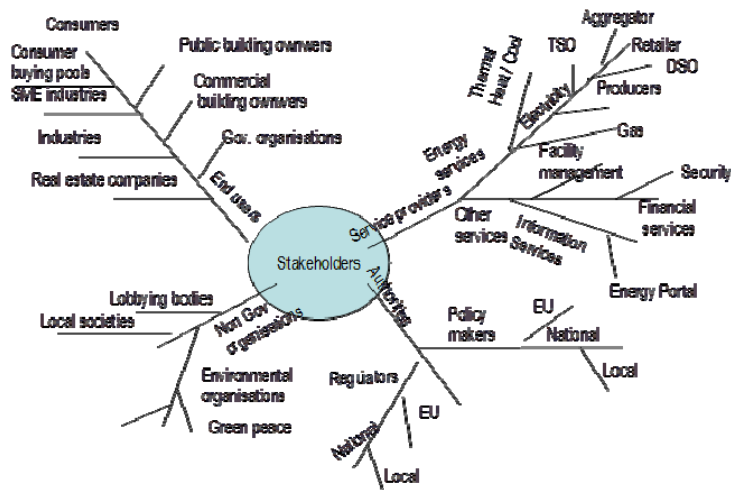 Consumers
Consumer
buying pools
SME industries
Industries
Real estate companies
Public building ownwers
Commercial
building ownwers
Gov. organisations
End users
Stakeholders
Service providers
Energy
services
Thermal
Heat / Cool
Electricity
TSO
Aggregator
Retailer
DSO
Producers
Gas
Other
services
Facility
management
Security
Financial
services
Information
Services
Energy Portal
Authorities
Policy
makers
EU
National
Local
Regulators
National
EU
Local
Non Gov
organisations
Lobbying bodies
Local societies
Environmental
organisations
Green peace